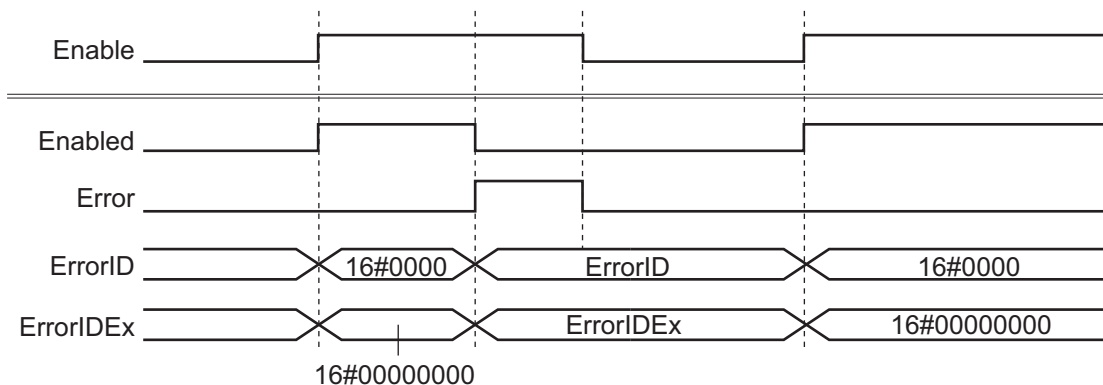 Enable
Enabled
Error
ErrorID 16#0000 ErrorID 16#0000
ErrorIDEx ErrorIDEx 16#00000000
16#00000000